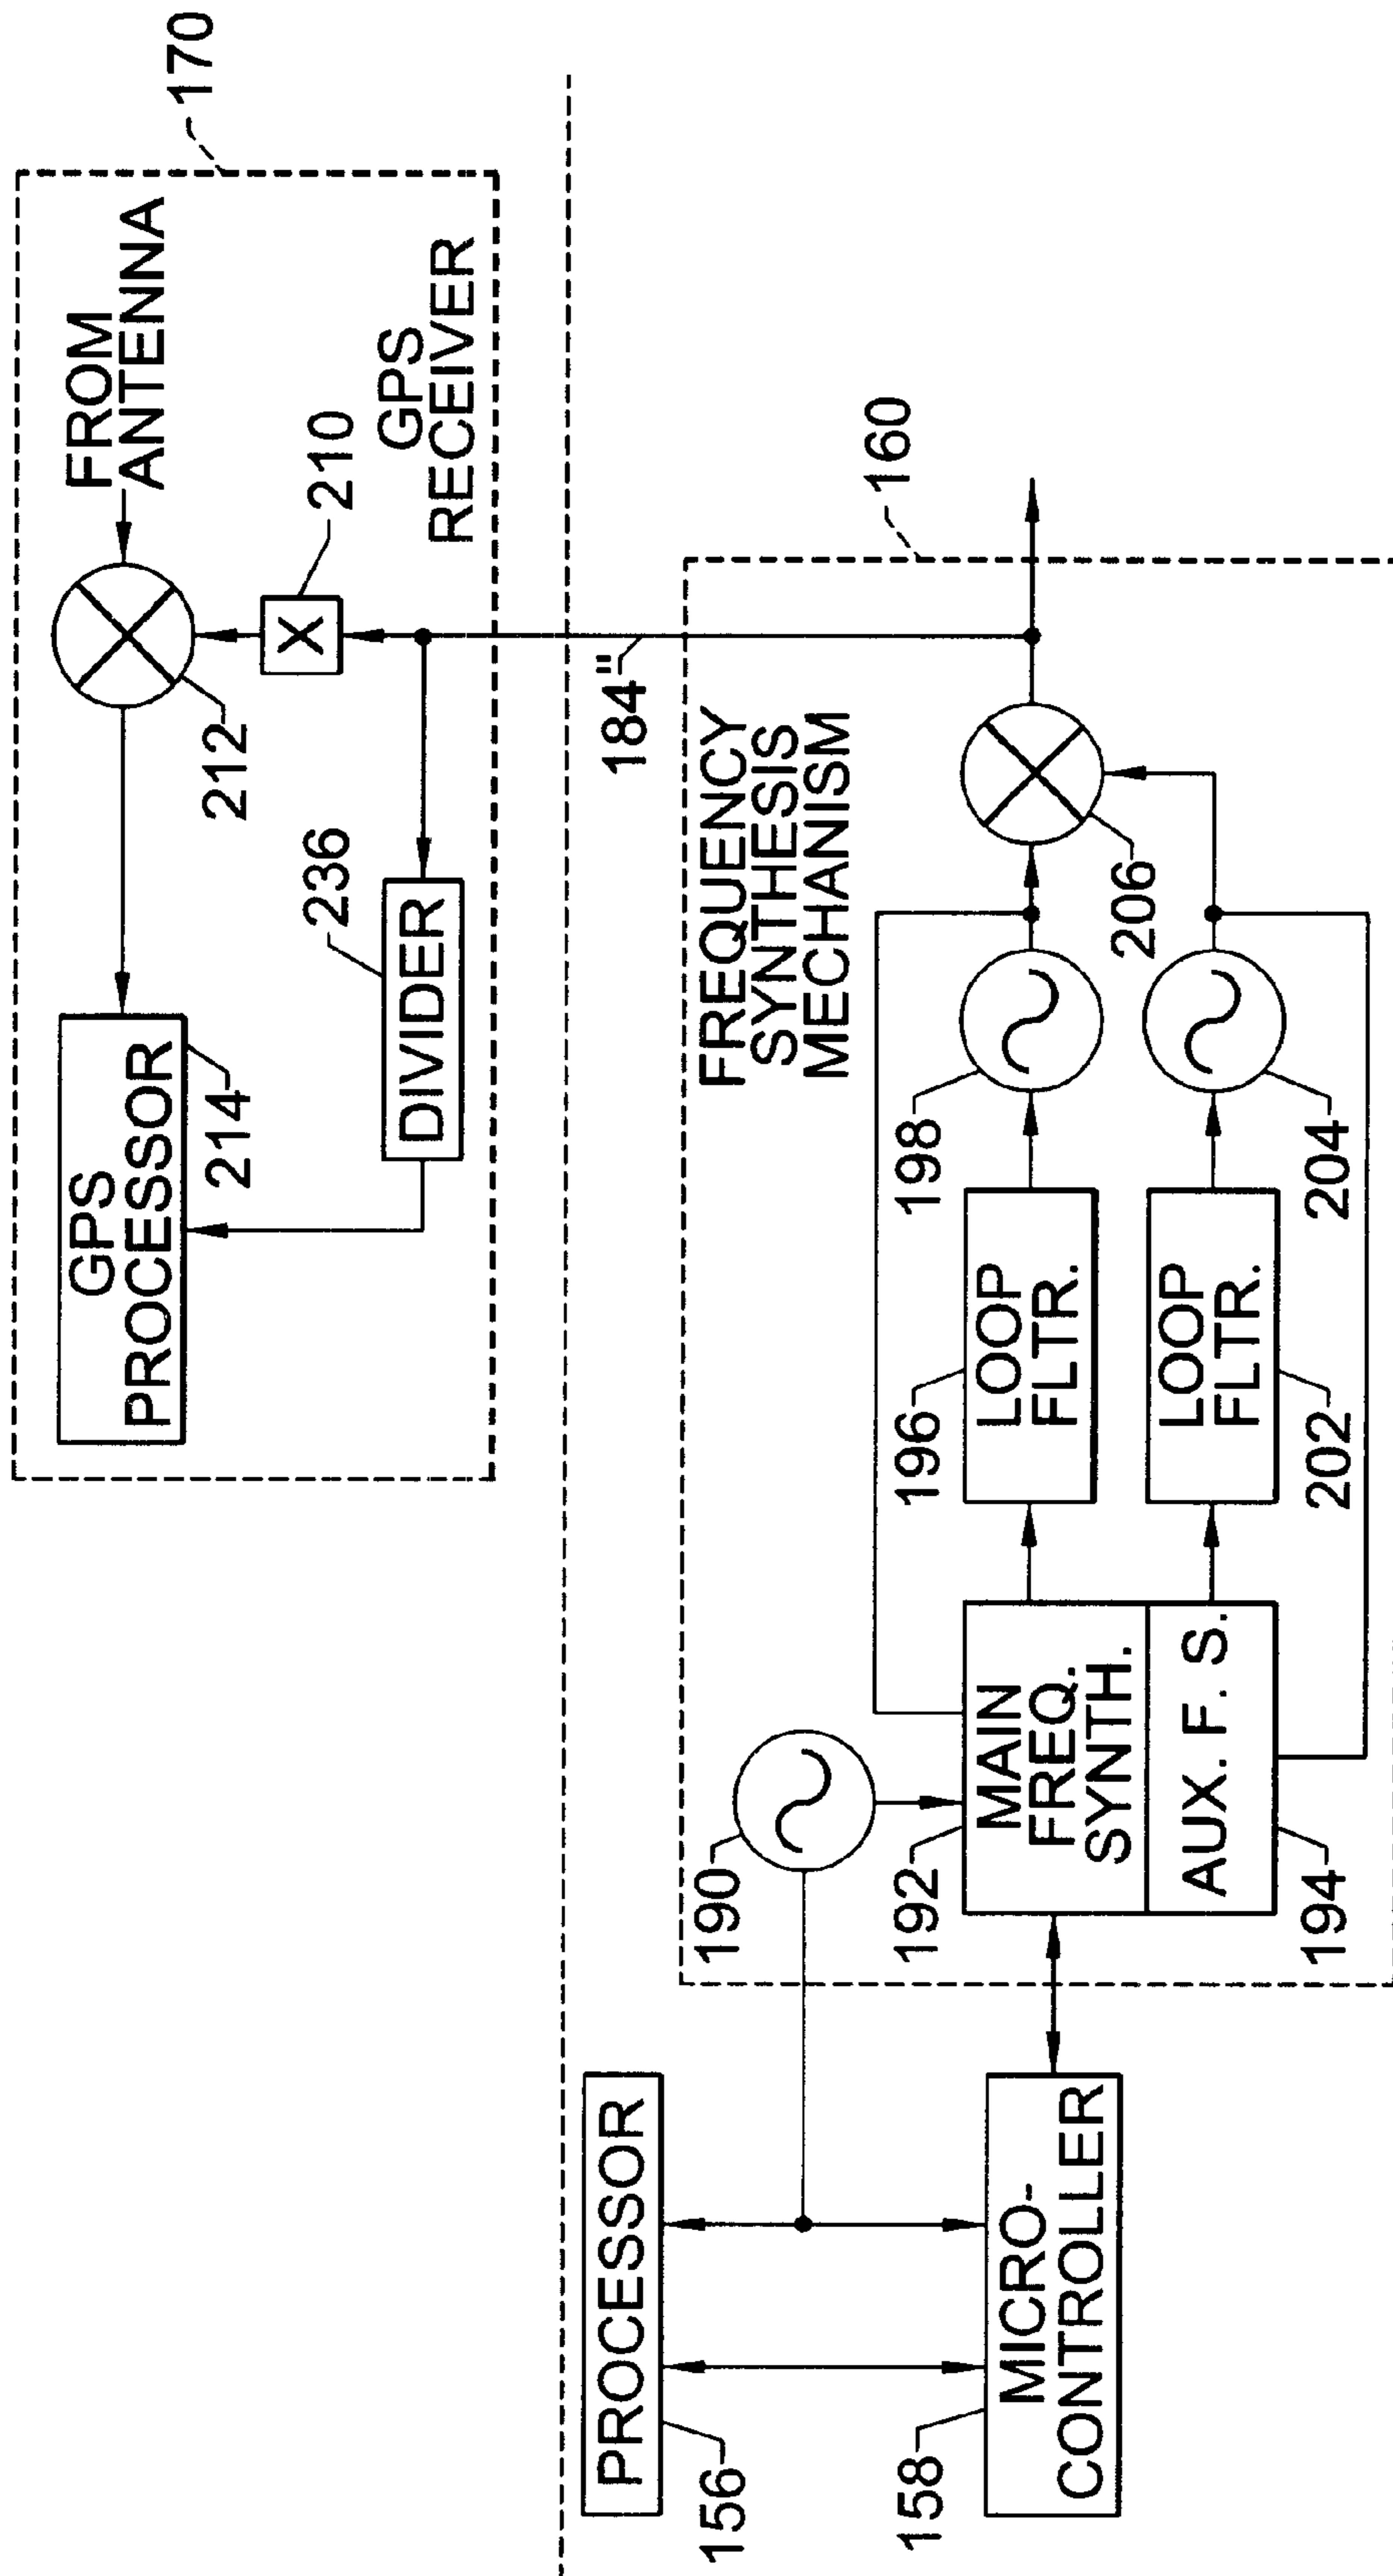 170
FROM
ANTENNA
210
GPS
RECEIVER
212
236
GPS
PROCESSOR
214
DIVIDER
X
184"
160
FREQUENCY
SYNTHESIS
MECHANISM
206
198
204
LOOP
FLTR.
196
LOOP
FLTR.
202
190
MAIN
FREQ.
SYNTH.
192
AUX. F. S.
194
PROCESSOR
156
MICRO-
CONTROLLER
158